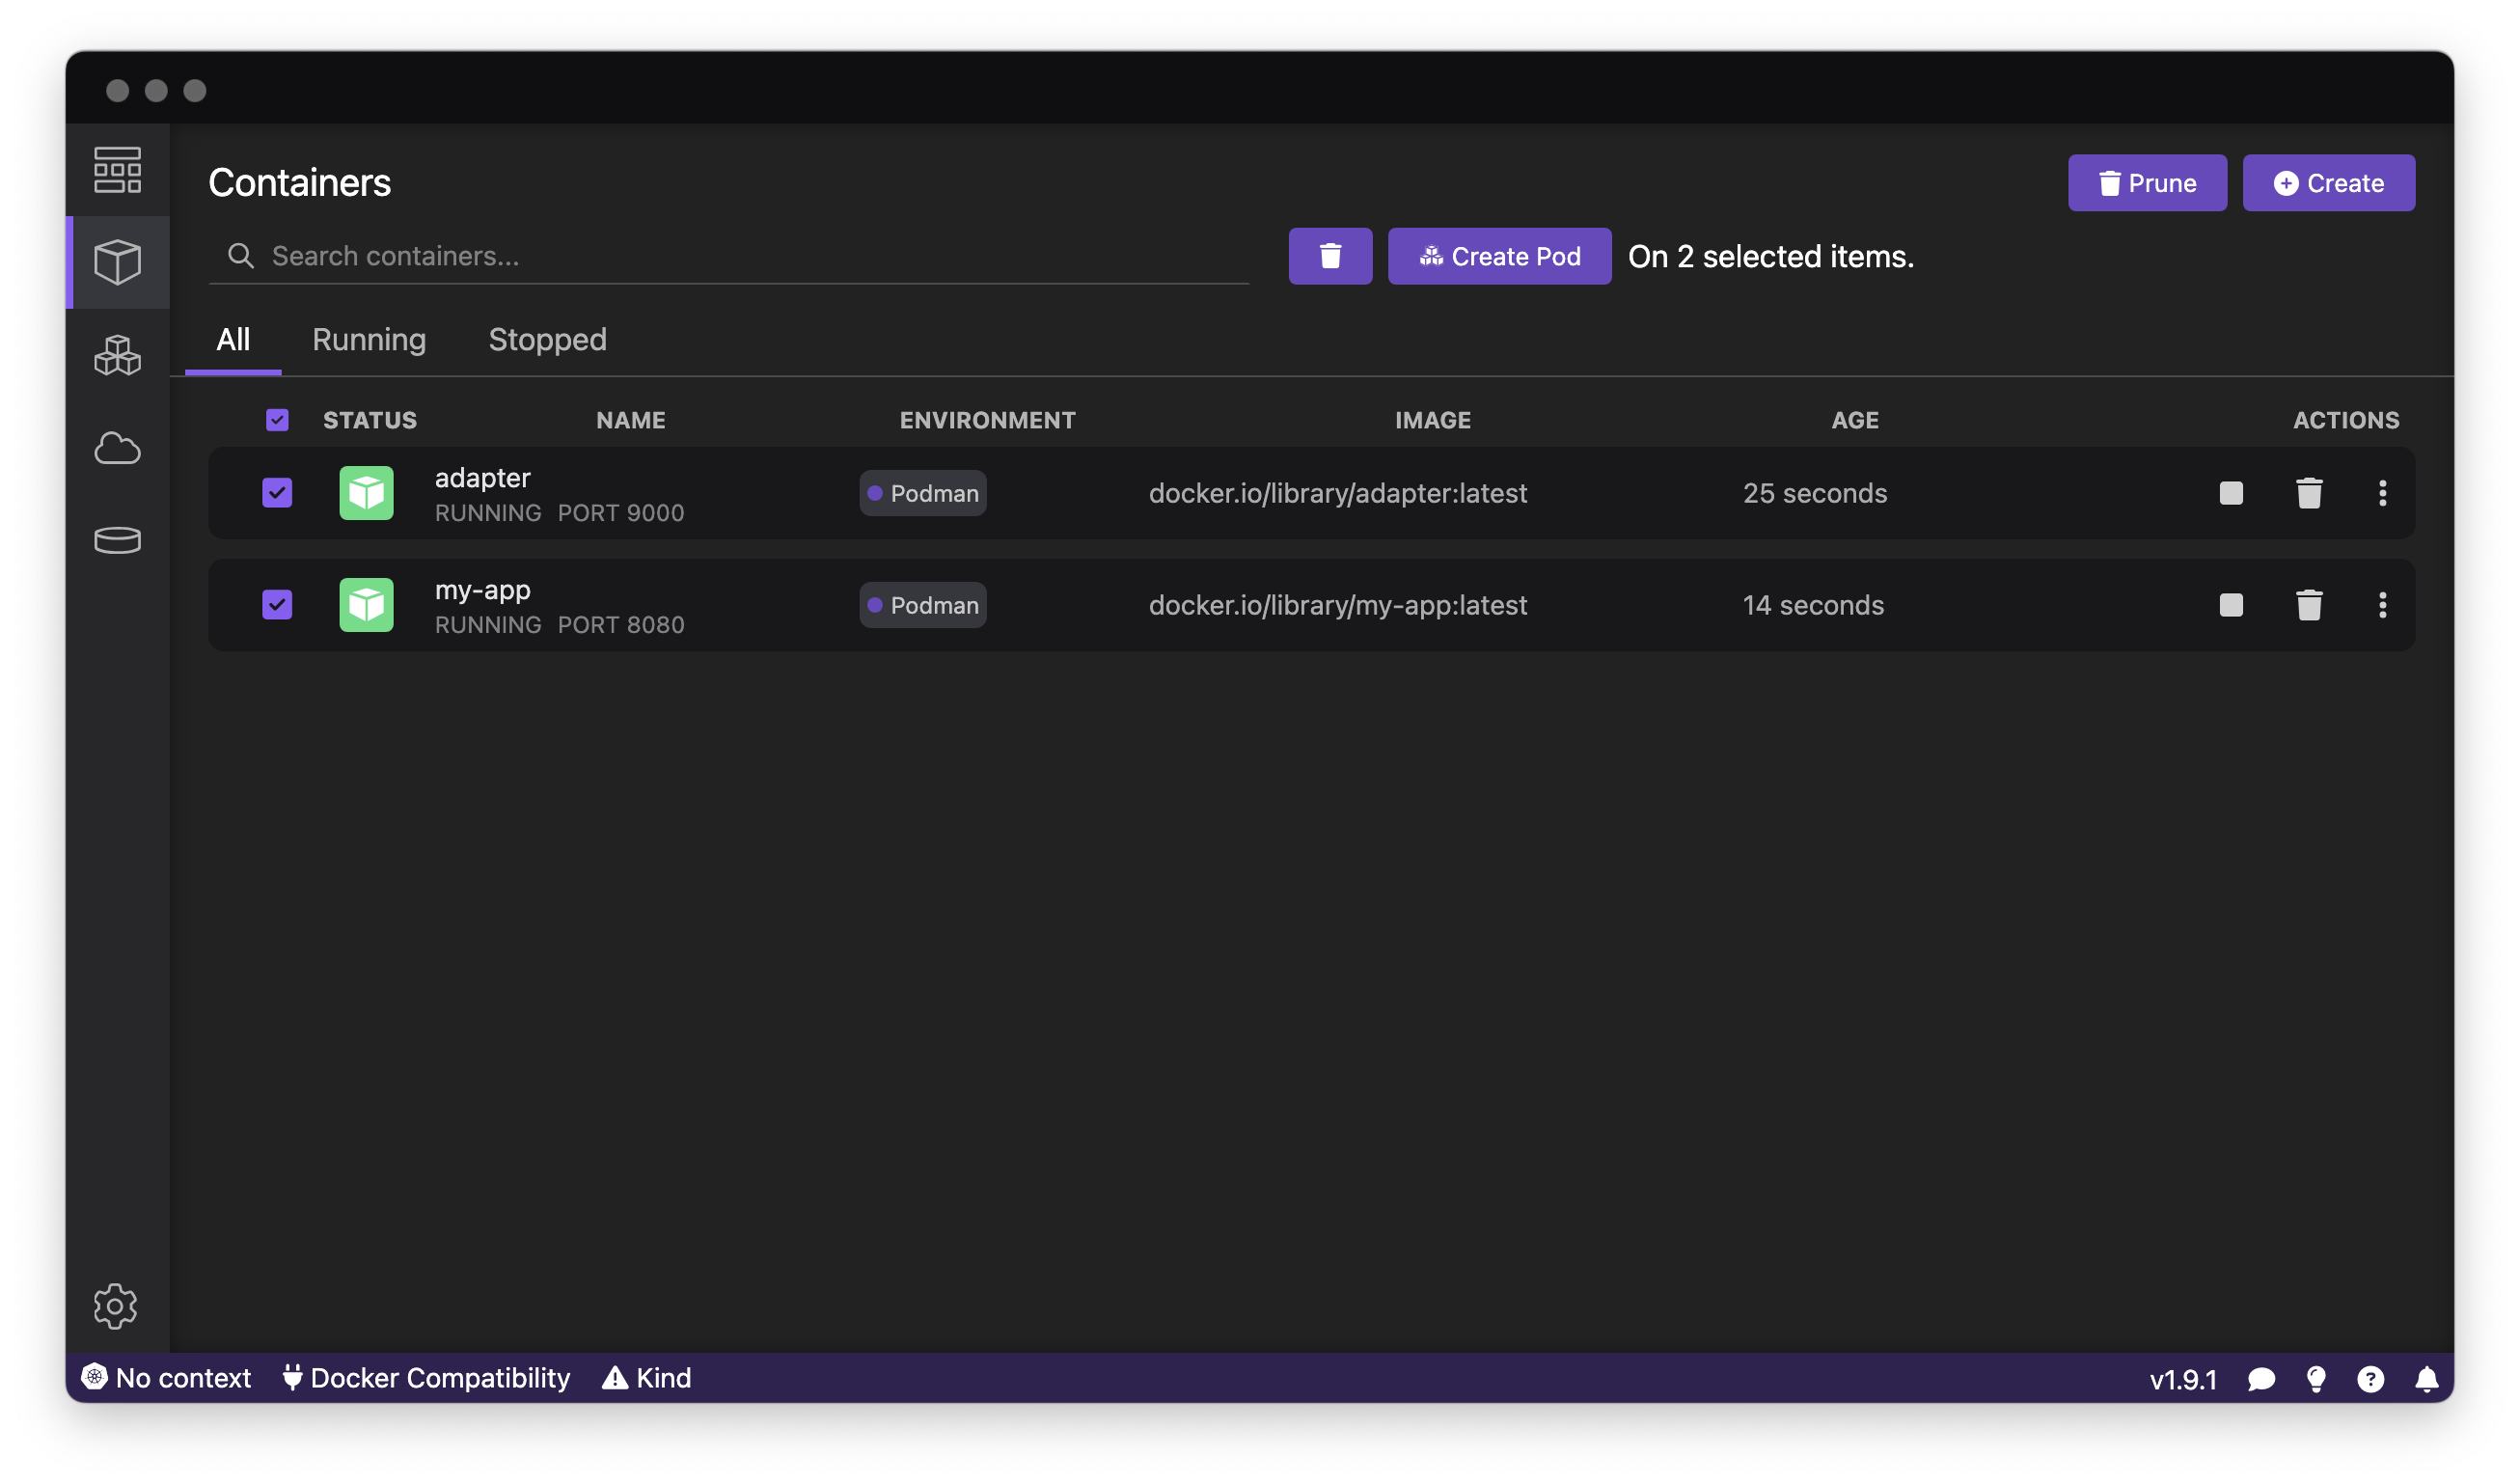 Containers
Prune
Create
Search containers...
Create Pod
On 2 selected items.
All
Running
Stopped
STATUS
NAME
ENVIRONMENT
IMAGE
AGE
ACTIONS
adapter
RUNNING PORT 9000
Podman
docker.io/library/adapter:latest
25 seconds
my-app
RUNNING PORT 8080
Podman
docker.io/library/my-app:latest
14 seconds
No context
Docker Compatibility
Kind
v1.9.1